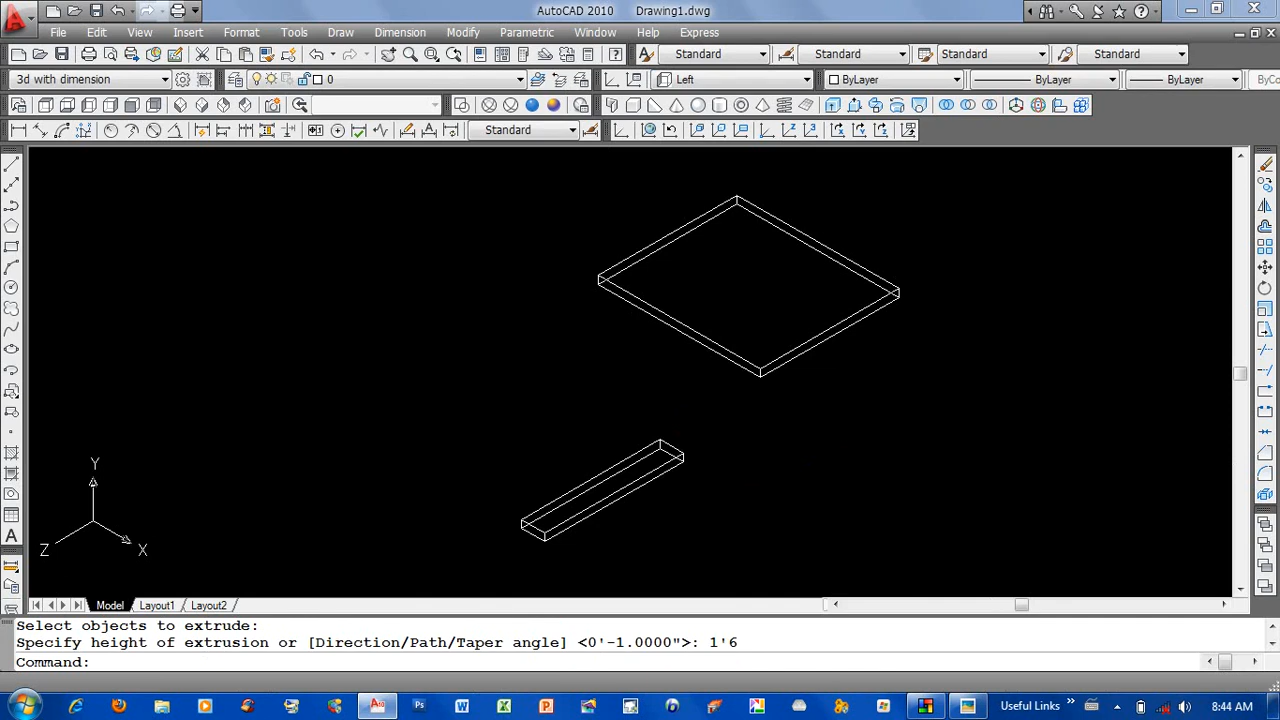 AutoCAD 2010 Drawing1.dwg
File Edit View Insert Format Tools Draw Dimension Modify Parametric Window Help Express
Standard Standard Standard Standard
3d with dimension 0 Left ByLayer ByLayer ByLayer ByCo
Standard
Y
Z X
Model Layout1 Layout2
Select objects to extrude:
Specify height of extrusion or [Direction/Path/Taper angle] <0'-1.0000">: 1'6
Command:
Useful Links 8:44 AM